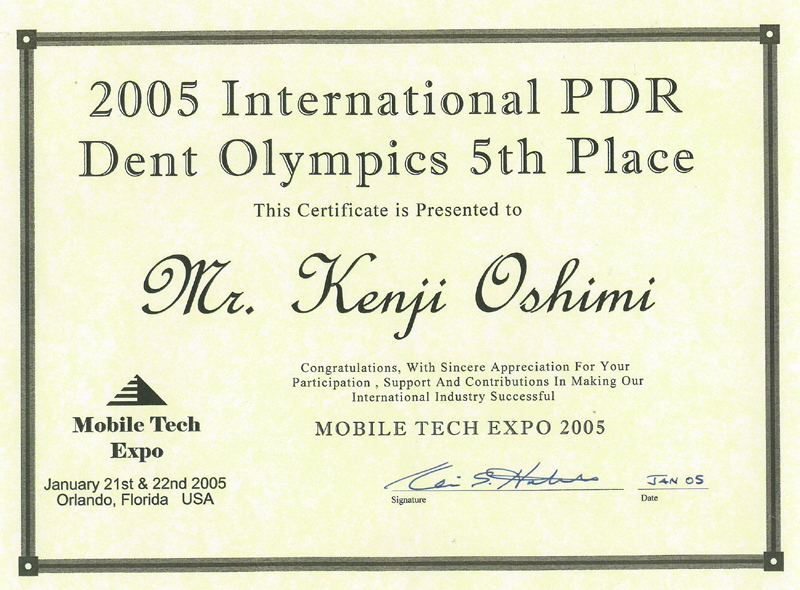 2005 International PDR
Dent Olympics 5th Place
This Certificate is Presented to
Mr. Kenji Oshimi
Congratulations, With Sincere Appreciation For Your
Participation , Support And Contributions In Making Our
International Industry Successful
MOBILE TECH EXPO 2005
Mobile Tech
Expo
January 21st & 22nd 2005
Orlando, Florida USA
JAN 05
Signature
Date